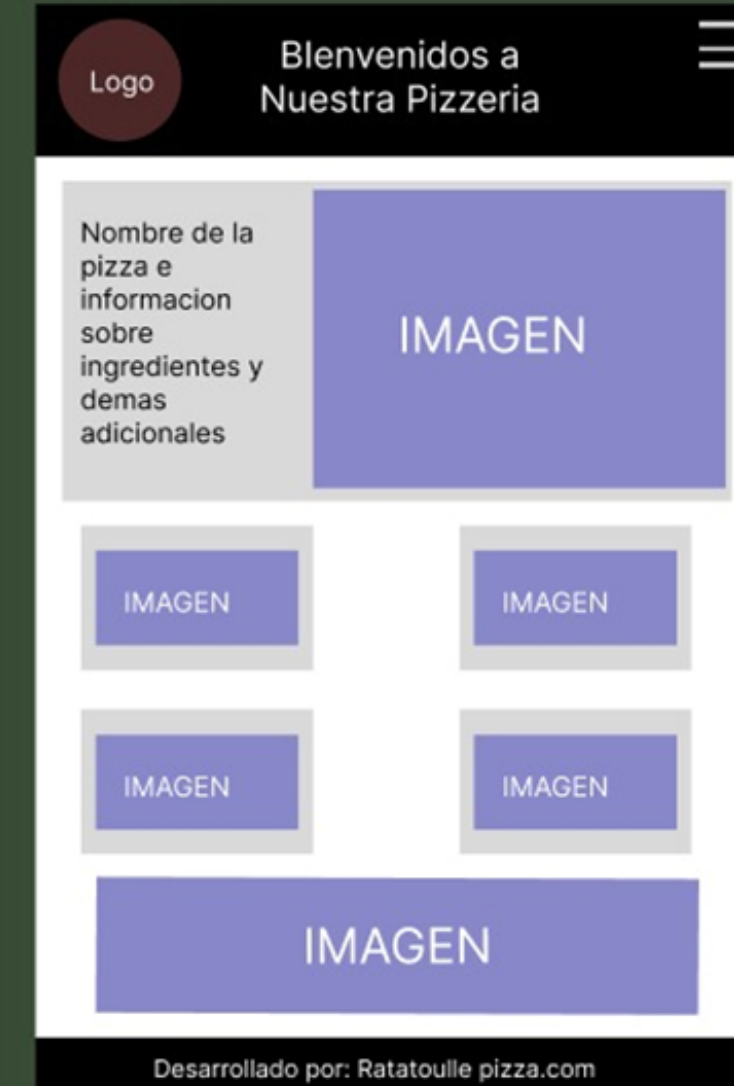 Logo
BIenvenidos a
Nuestra Pizzeria
Nombre de la
pizza e
informacion
sobre
ingredientes y
demas
adicionales
IMAGEN
IMAGEN
IMAGEN
IMAGEN
IMAGEN
IMAGEN
Desarrollado por: Ratatoulle pizza.com